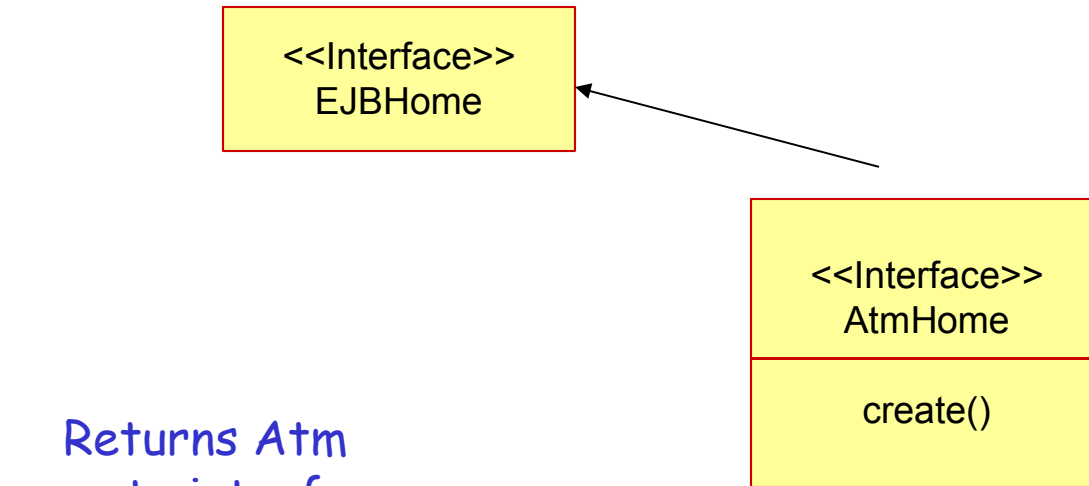 <<Interface>>
EJBHome
<<Interface>>
AtmHome
create()
Returns Atm